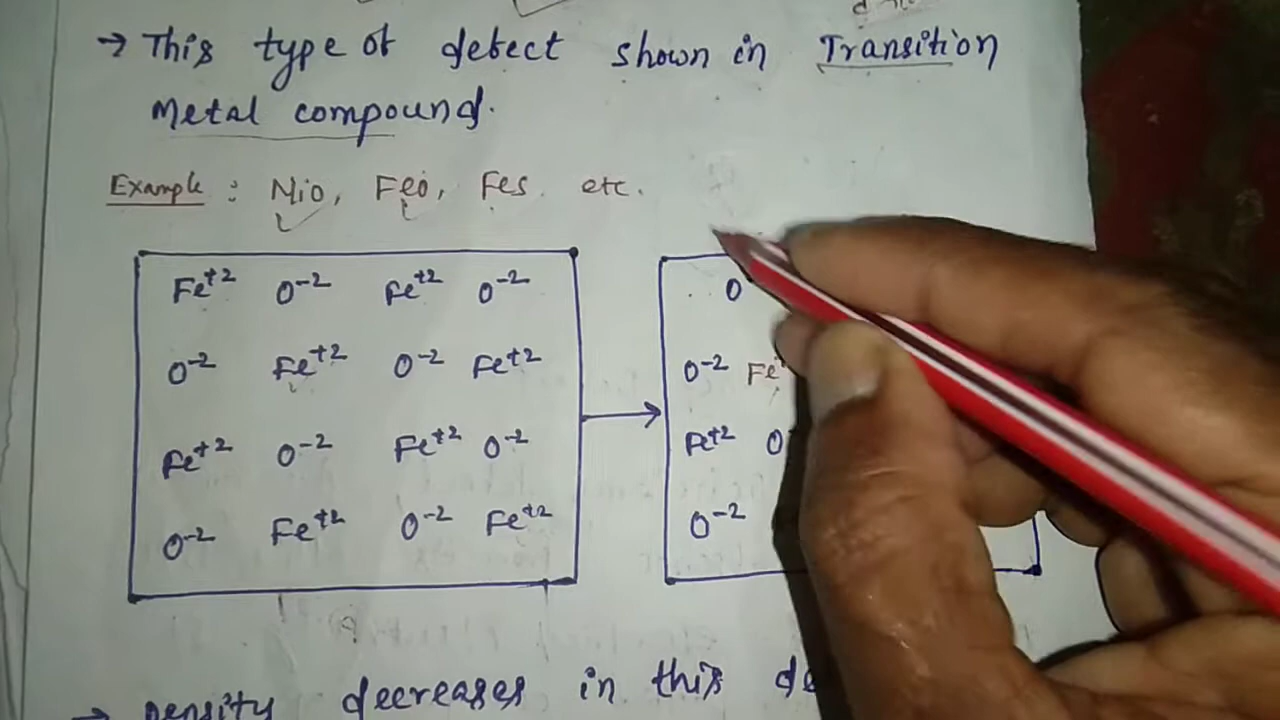 → This type of defect shown in Transition
Metal compound.
Example : NiO, FeO, FeS. etc.
Fe+2 O-2 Fe+2 O-2 O
O-2 Fe+2 O-2 Fe+2 → O-2 Fe
Fe+2 O-2 Fe+2 O-2 Fe+2 O
O-2 Fe+2 O-2 Fe+2 O-2
→ Density decreases in this de